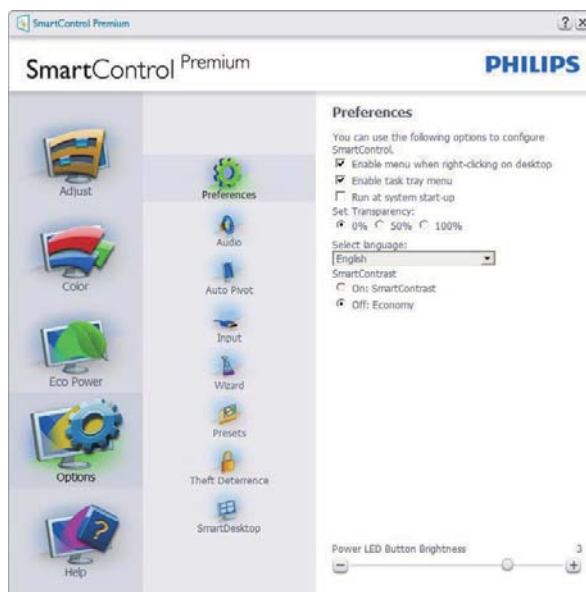 SmartControl Premium
? X
SmartControl Premium
PHILIPS
Adjust
Color
Eco Power
Options
Help
Preferences
Audio
Auto Pivot
Input
Wizard
Presets
Theft Deterrence
SmartDesktop
Preferences
You can use the following options to configure
SmartControl.
Enable menu when right-clicking on desktop
Enable task tray menu
Run at system start-up
Set Transparency:
0% 50% 100%
Select language:
English
SmartContrast
On: SmartContrast
Off: Economy
Power LED Button Brightness 3